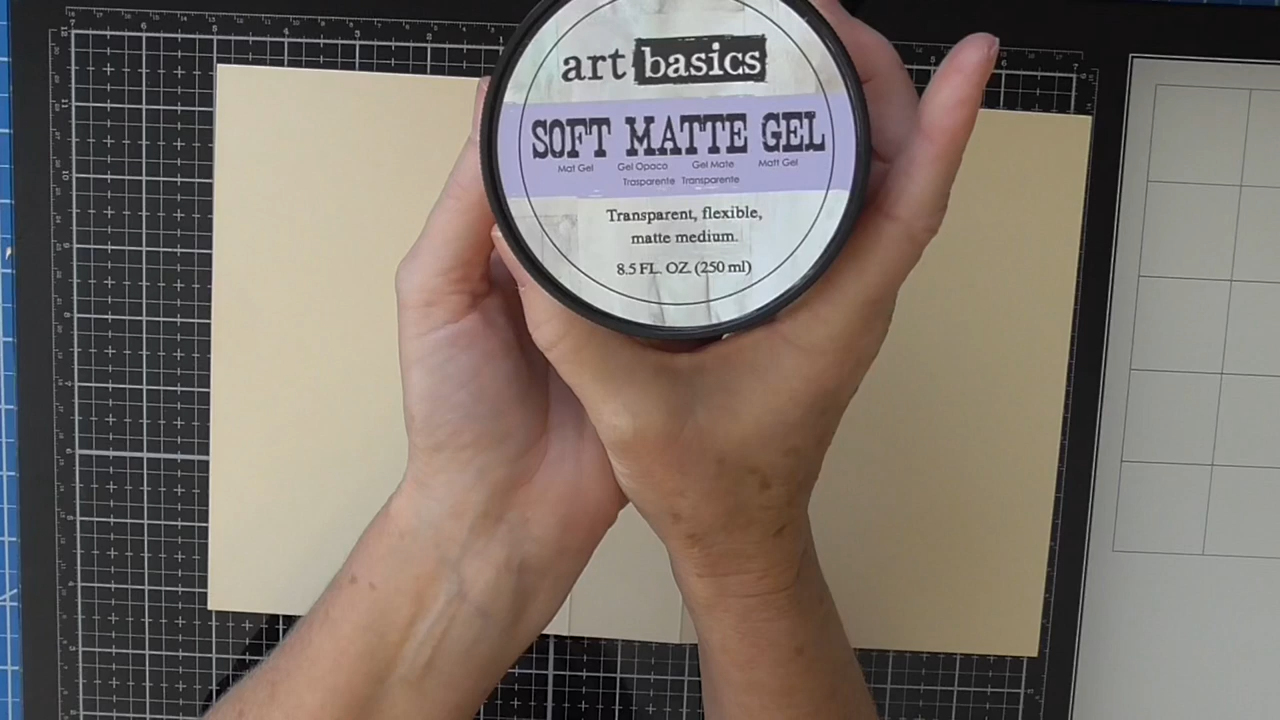 art basics
SOFT MATTE GEL
Mat Gel Gel Opaco Gel Mate Matt Gel
Trasparente Transparente
Transparent, flexible,
matte medium.
8.5 FL. OZ. (250 ml)